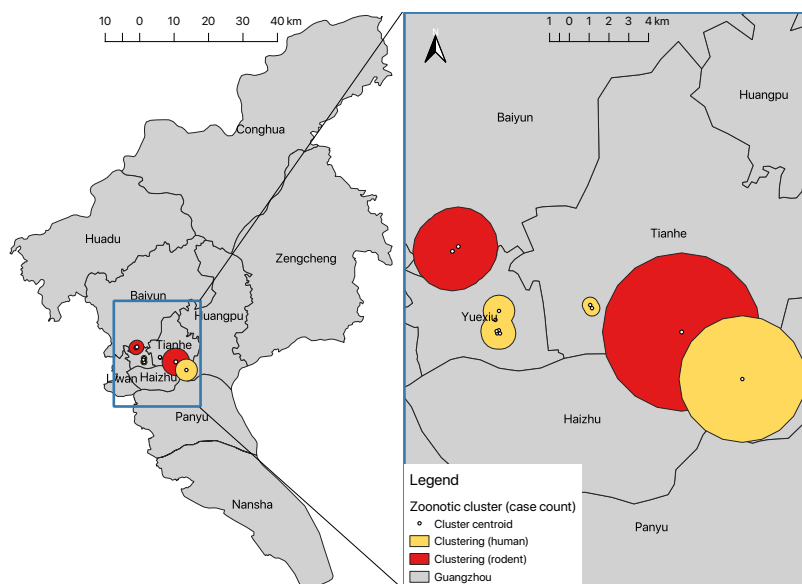 10 0 10 20 30 40 km
1 0 1 2 3 4 km
Conghua
Huadu
Zengcheng
Baiyun
Huangpu
Tianhe
Haizhu
Panyu
Nansha
Huangpu
Baiyun
Tianhe
Yuexiu
Haizhu
Panyu
Legend
Zoonotic cluster (case count)
Cluster centroid
Clustering (human)
Clustering (rodent)
Guangzhou